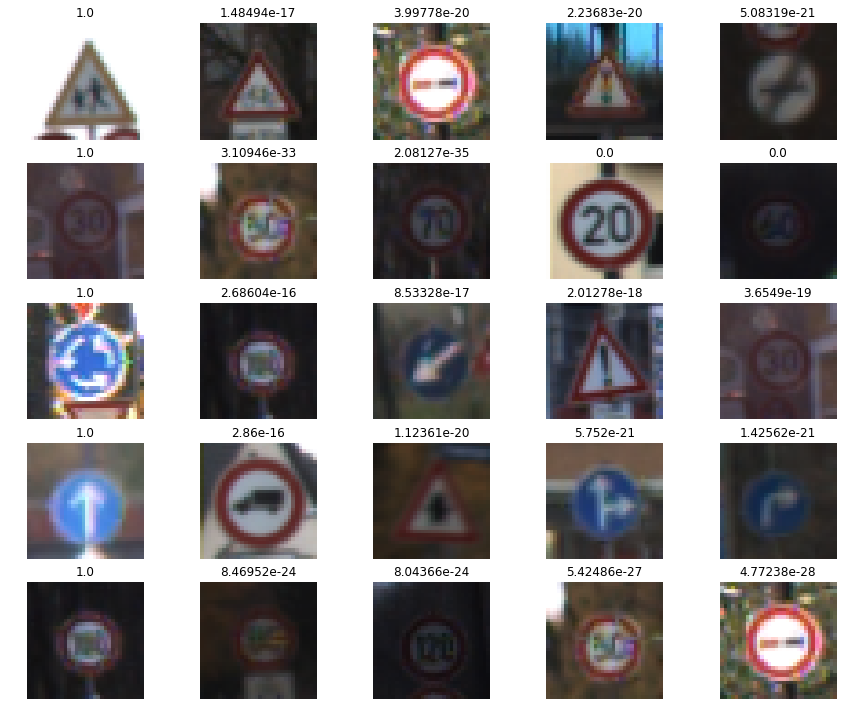 1.0 1.48494e-17 3.99778e-20 2.23683e-20 5.08319e-21
1.0 3.10946e-33 2.08127e-35 0.0 0.0
30 70 20 60
1.0 2.68604e-16 8.53328e-17 2.01278e-18 3.6549e-19
30
1.0 2.86e-16 1.12361e-20 5.752e-21 1.42562e-21
1.0 8.46952e-24 8.04366e-24 5.42486e-27 4.77238e-28
120